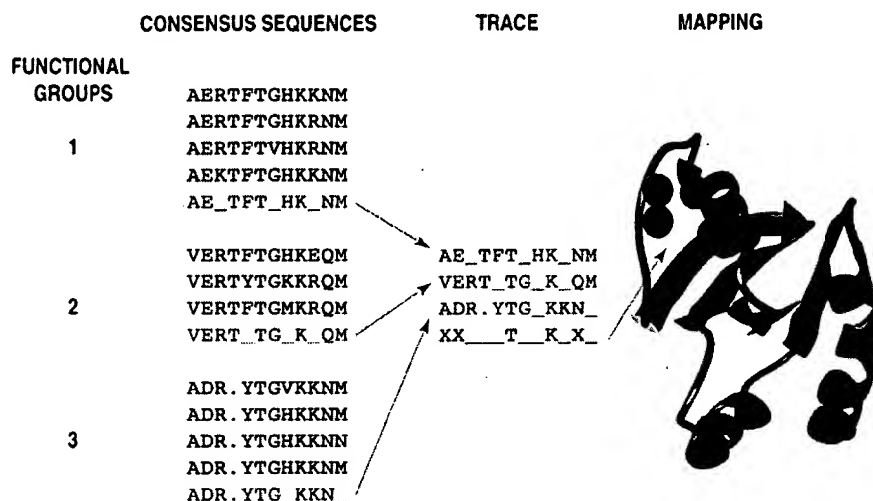 CONSENSUS SEQUENCES TRACE MAPPING
FUNCTIONAL
GROUPS
AERTFTGHKKNM
AERTFTGHKRNM
1 AERTFTVHKRNM
AEKTFTGHKKNM
AE_TFT_HK_NM
VERTFTGHKEQM
VERTYTGKKRQM
2 VERTFTGMKRQM
VERT_TG_K_QM
ADR.YTGVKKNM
ADR.YTGHKKNM
3 ADR.YTGHKKNN
ADR.YTGHKKNM
ADR.YTG_KKN_
AE_TFT_HK_NM
VERT_TG_K_QM
ADR.YTG_KKN_
XX___T__K_X_